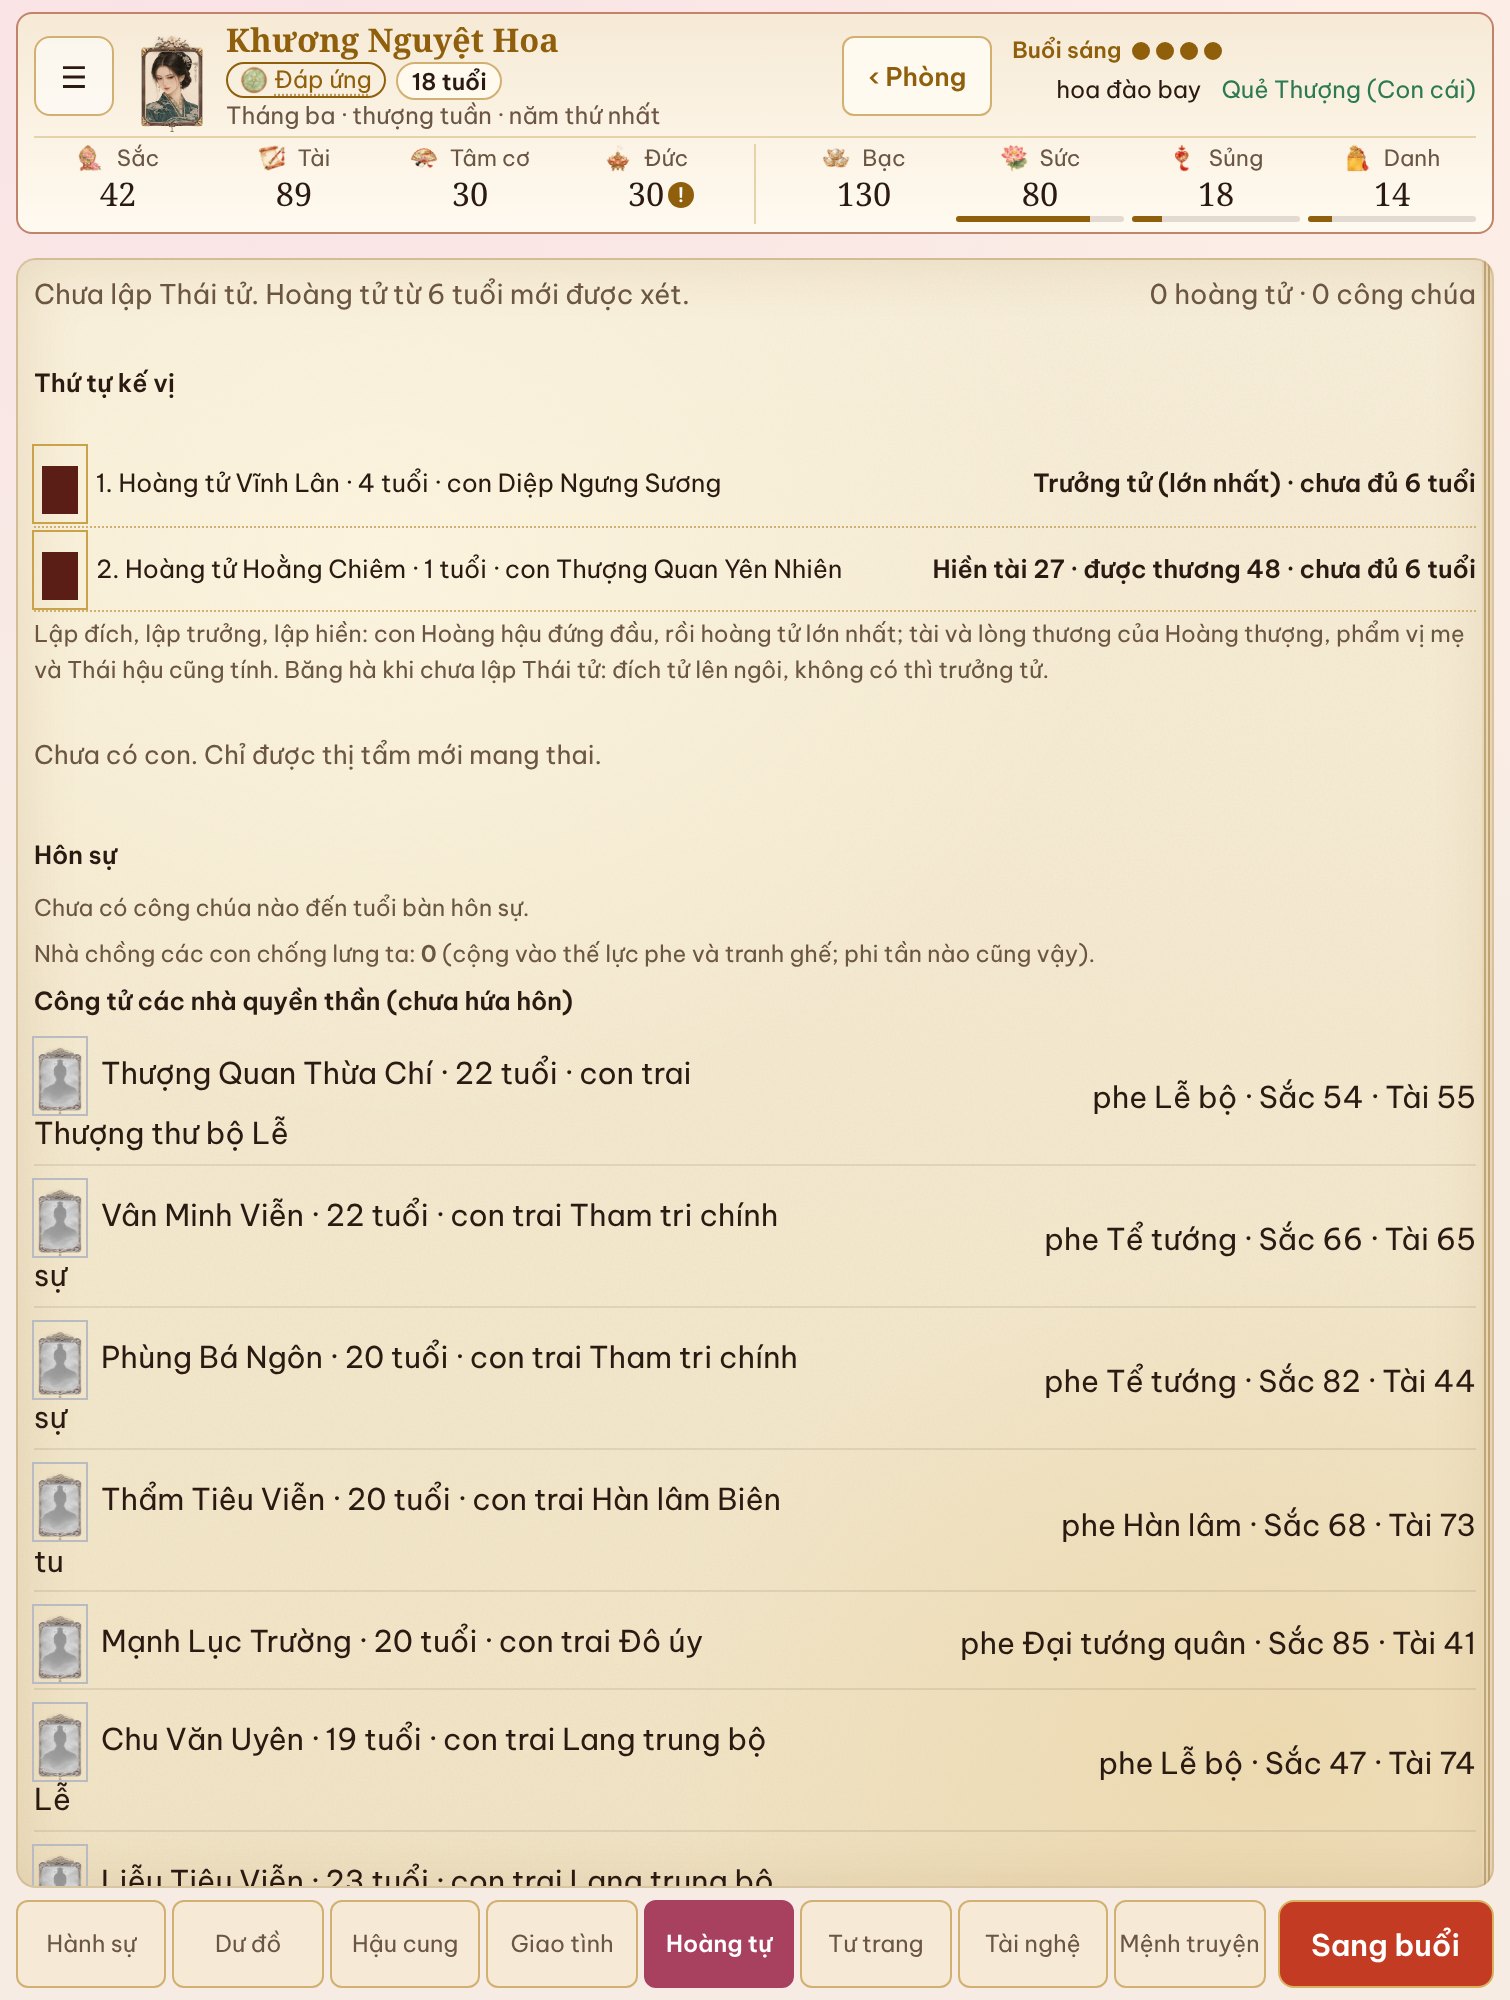 ☰
Khương Nguyệt Hoa
Đáp ứng
18 tuổi
Tháng ba · thượng tuần · năm thứ nhất
‹ Phòng
Buổi sáng
hoa đào bay Quẻ Thượng (Con cái)
Sắc Tài Tâm cơ Đức Bạc Sức Sủng Danh
42 89 30 30 ! 130 80 18 14
Chưa lập Thái tử. Hoàng tử từ 6 tuổi mới được xét. 0 hoàng tử · 0 công chúa
Thứ tự kế vị
1. Hoàng tử Vĩnh Lân · 4 tuổi · con Diệp Ngưng Sương Trưởng tử (lớn nhất) · chưa đủ 6 tuổi
2. Hoàng tử Hoằng Chiêm · 1 tuổi · con Thượng Quan Yên Nhiên Hiền tài 27 · được thương 48 · chưa đủ 6 tuổi
Lập đích, lập trưởng, lập hiền: con Hoàng hậu đứng đầu, rồi hoàng tử lớn nhất; tài và lòng thương của Hoàng thượng, phẩm vị mẹ
và Thái hậu cũng tính. Băng hà khi chưa lập Thái tử: đích tử lên ngôi, không có thì trưởng tử.
Chưa có con. Chỉ được thị tẩm mới mang thai.
Hôn sự
Chưa có công chúa nào đến tuổi bàn hôn sự.
Nhà chồng các con chống lưng ta: 0 (cộng vào thế lực phe và tranh ghế; phi tần nào cũng vậy).
Công tử các nhà quyền thần (chưa hứa hôn)
Thượng Quan Thừa Chí · 22 tuổi · con trai
Thượng thư bộ Lễ
phe Lễ bộ · Sắc 54 · Tài 55
Vân Minh Viễn · 22 tuổi · con trai Tham tri chính
sự
phe Tể tướng · Sắc 66 · Tài 65
Phùng Bá Ngôn · 20 tuổi · con trai Tham tri chính
sự
phe Tể tướng · Sắc 82 · Tài 44
Thẩm Tiêu Viễn · 20 tuổi · con trai Hàn lâm Biên
tu
phe Hàn lâm · Sắc 68 · Tài 73
Mạnh Lục Trường · 20 tuổi · con trai Đô úy phe Đại tướng quân · Sắc 85 · Tài 41
Chu Văn Uyên · 19 tuổi · con trai Lang trung bộ
Lễ
phe Lễ bộ · Sắc 47 · Tài 74
Liễu Tiêu Viễn · 23 tuổi · con trai Lang trung bộ
Hành sự Dư đồ Hậu cung Giao tình Hoàng tự Tư trang Tài nghệ Mệnh truyện Sang buổi